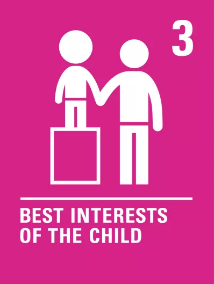 3
BEST INTERESTS
OF THE CHILD